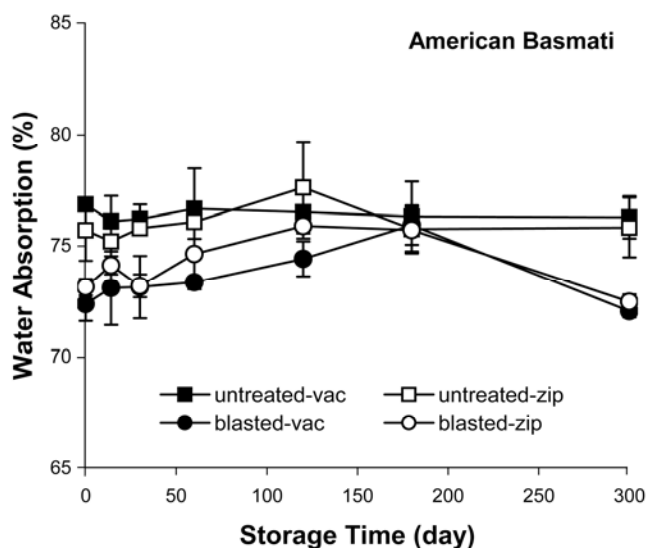 American Basmati
Water Absorption (%)
85
80
75
70
65
untreated-vac
untreated-zip
blasted-vac
blasted-zip
0
50
100
150
200
250
300
Storage Time (day)